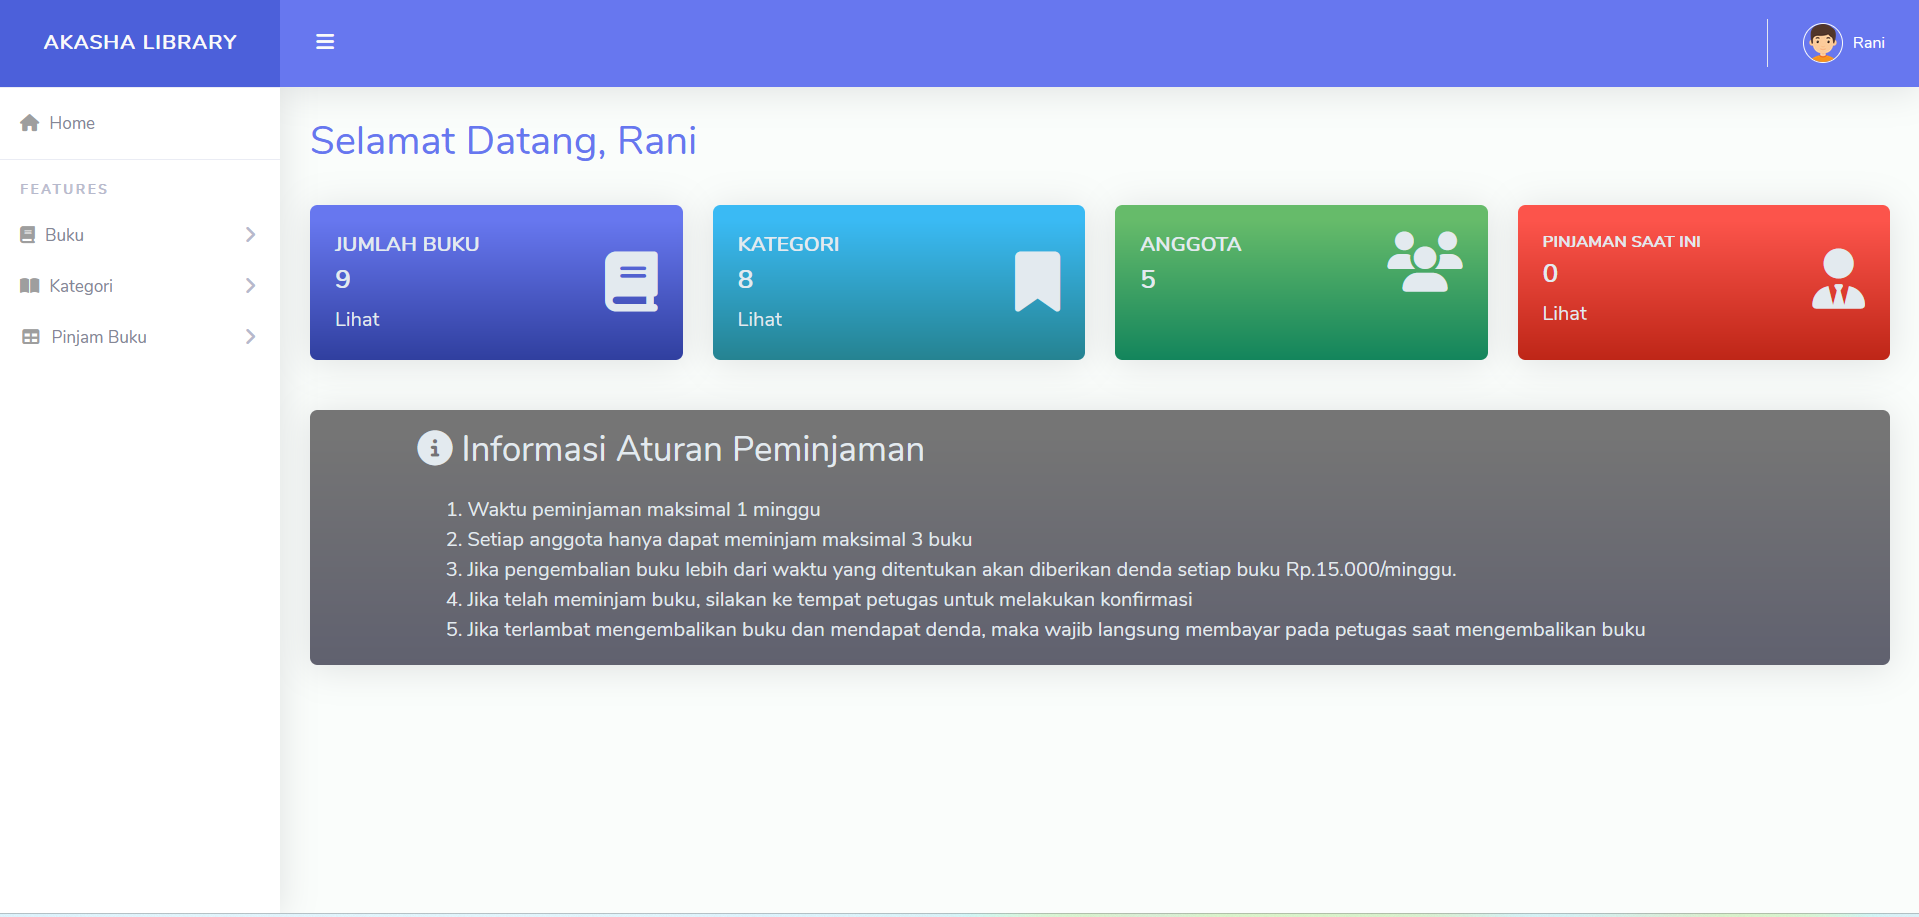 AKASHA LIBRARY
Rani
Home
FEATURES
Buku
Kategori
Pinjam Buku
Selamat Datang, Rani
JUMLAH BUKU
9
Lihat
KATEGORI
8
Lihat
ANGGOTA
5
PINJAMAN SAAT INI
0
Lihat
Informasi Aturan Peminjaman
1. Waktu peminjaman maksimal 1 minggu
2. Setiap anggota hanya dapat meminjam maksimal 3 buku
3. Jika pengembalian buku lebih dari waktu yang ditentukan akan diberikan denda setiap buku Rp.15.000/minggu.
4. Jika telah meminjam buku, silakan ke tempat petugas untuk melakukan konfirmasi
5. Jika terlambat mengembalikan buku dan mendapat denda, maka wajib langsung membayar pada petugas saat mengembalikan buku